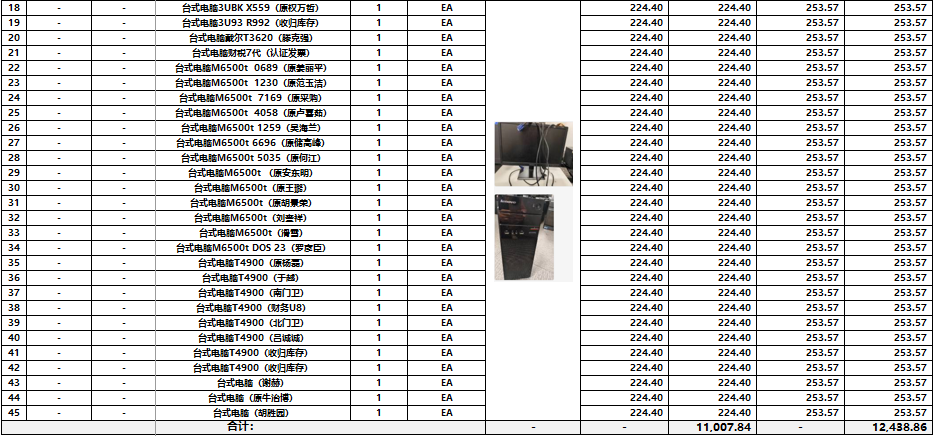 18 - - 台式电脑3UBK X559（原权万哲） 1 EA 224.40 224.40 253.57 253.57
19 - - 台式电脑3U93 R992（收归库存） 1 EA 224.40 224.40 253.57 253.57
20 - - 台式电脑戴尔T3620（滕克强） 1 EA 224.40 224.40 253.57 253.57
21 - - 台式电脑财税7代（认证发票） 1 EA 224.40 224.40 253.57 253.57
22 - - 台式电脑M6500t 0689（原姜丽平） 1 EA 224.40 224.40 253.57 253.57
23 - - 台式电脑M6500t 1230（原范玉洁） 1 EA 224.40 224.40 253.57 253.57
24 - - 台式电脑M6500t 7169（原采购） 1 EA 224.40 224.40 253.57 253.57
25 - - 台式电脑M6500t 4058（原卢喜茹） 1 EA 224.40 224.40 253.57 253.57
26 - - 台式电脑M6500t 1259（吴海兰） 1 EA 224.40 224.40 253.57 253.57
27 - - 台式电脑M6500t 6696（原储高峰） 1 EA 224.40 224.40 253.57 253.57
28 - - 台式电脑M6500t 5035（原何江） 1 EA 224.40 224.40 253.57 253.57
29 - - 台式电脑M6500t （原安东明） 1 EA 224.40 224.40 253.57 253.57
30 - - 台式电脑M6500t（原王） 1 EA 224.40 224.40 253.57 253.57
31 - - 台式电脑M6500t（原胡景荣） 1 EA 224.40 224.40 253.57 253.57
32 - - 台式电脑M6500t（刘奎祥） 1 EA 224.40 224.40 253.57 253.57
33 - - 台式电脑M6500t（滑雪） 1 EA 224.40 224.40 253.57 253.57
34 - - 台式电脑M6500t DOS 23（罗彦臣） 1 EA 224.40 224.40 253.57 253.57
35 - - 台式电脑T4900（原杨磊） 1 EA 224.40 224.40 253.57 253.57
36 - - 台式电脑T4900（于越） 1 EA 224.40 224.40 253.57 253.57
37 - - 台式电脑T4900（南门卫） 1 EA 224.40 224.40 253.57 253.57
38 - - 台式电脑T4900（财务U8） 1 EA 224.40 224.40 253.57 253.57
39 - - 台式电脑T4900（北门卫） 1 EA 224.40 224.40 253.57 253.57
40 - - 台式电脑T4900（吕城城） 1 EA 224.40 224.40 253.57 253.57
41 - - 台式电脑T4900（收归库存） 1 EA 224.40 224.40 253.57 253.57
42 - - 台式电脑T4900（收归库存） 1 EA 224.40 224.40 253.57 253.57
43 - - 台式电脑（谢赫） 1 EA 224.40 224.40 253.57 253.57
44 - - 台式电脑（原牛治博） 1 EA 224.40 224.40 253.57 253.57
45 - - 台式电脑（胡胜园） 1 EA 224.40 224.40 253.57 253.57
合计： - - 11,007.84 - 12,438.86